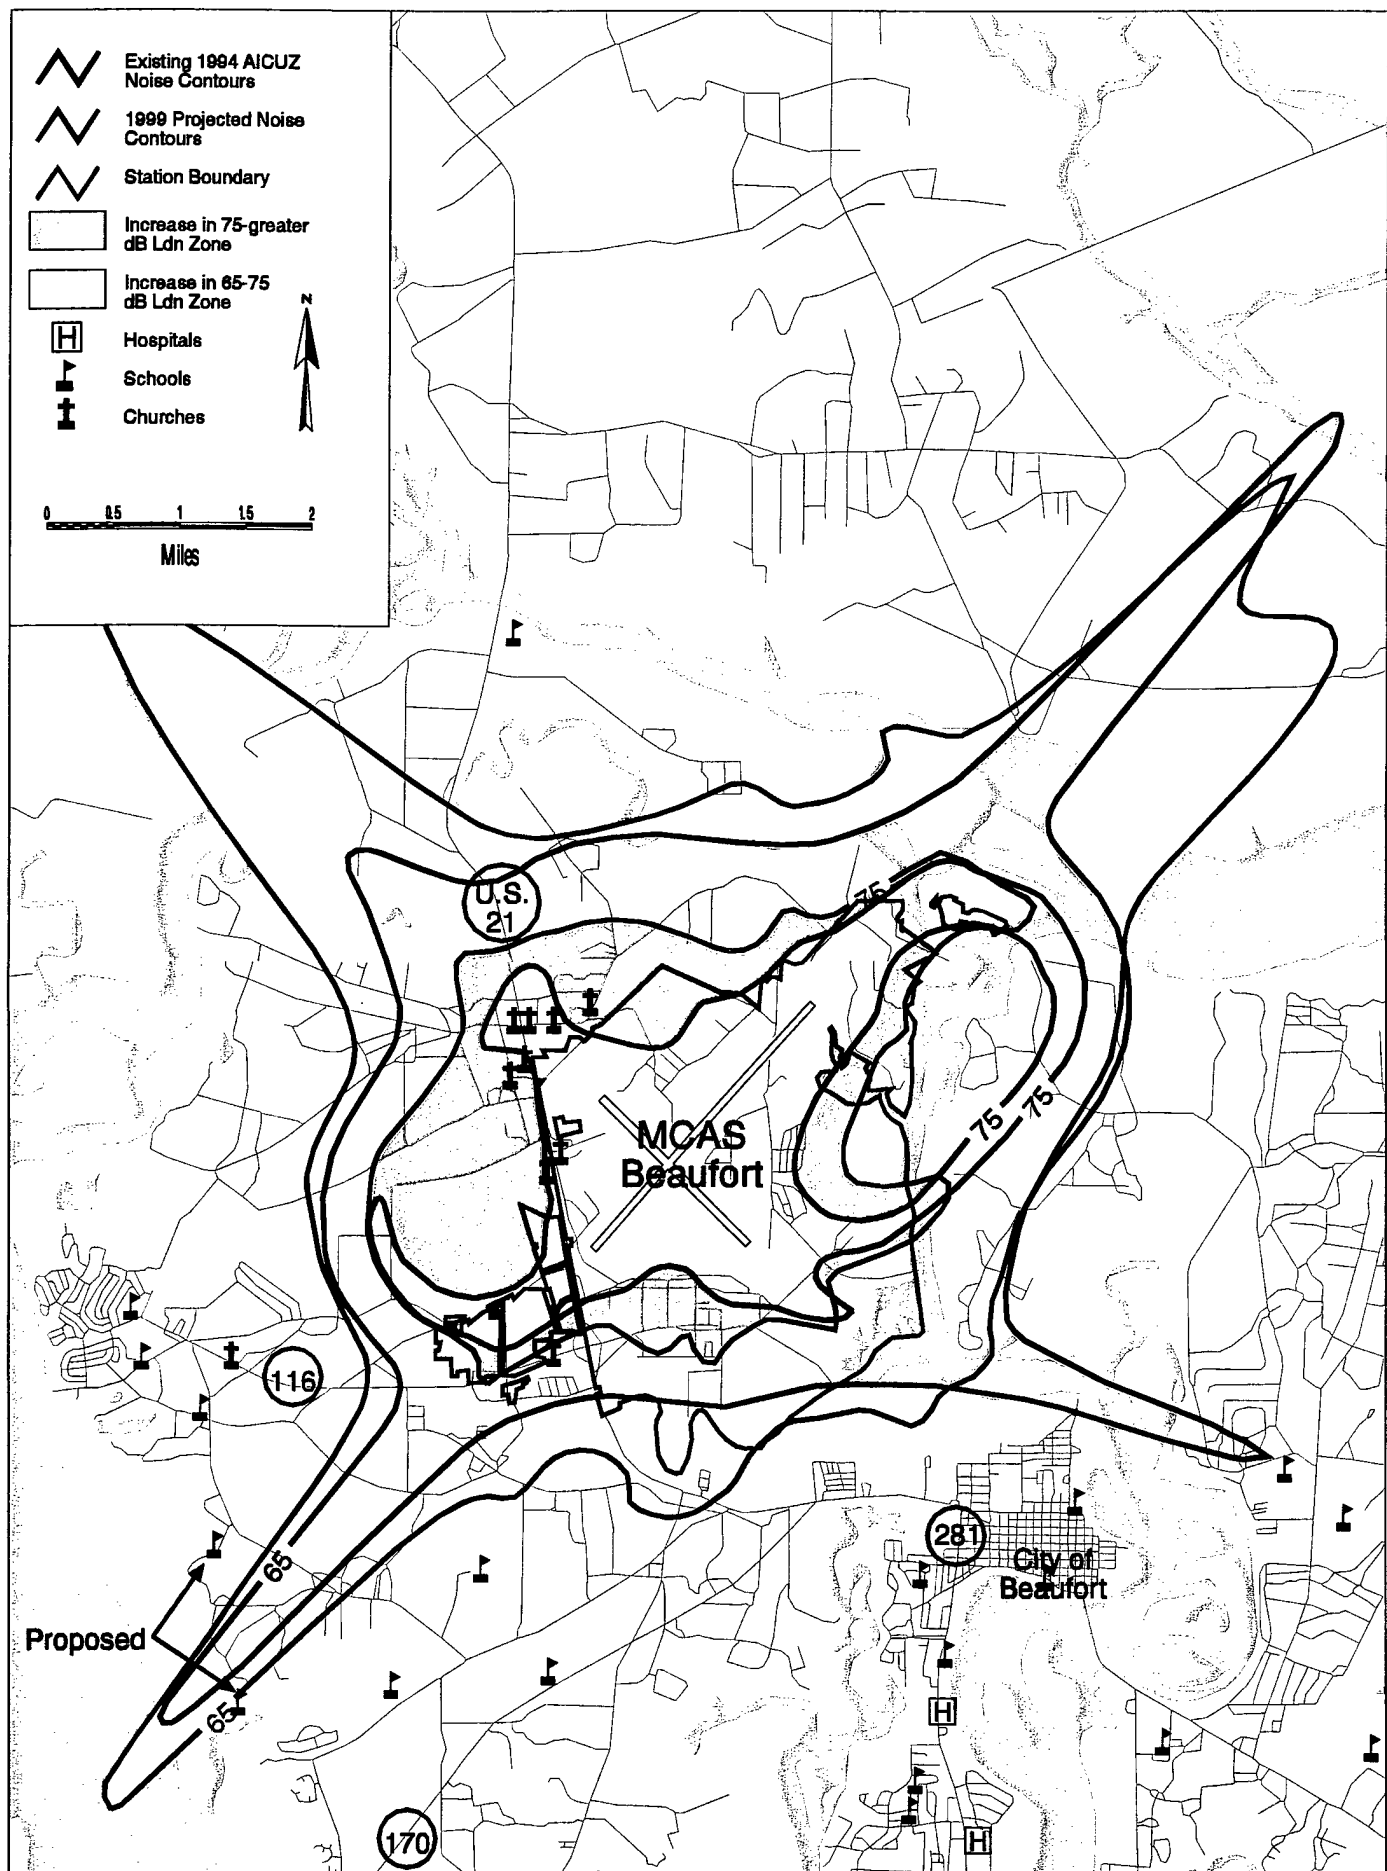 Existing 1994 AICUZ
Noise Contours
1999 Projected Noise
Contours
Station Boundary
Increase in 75-greater
dB Ldn Zone
Increase in 65-75
dB Ldn Zone
N
H
Hospitals
Schools
Churches
0 0.5 1 1.5 2
Miles
U.S.
21
75
MCAS
Beaufort
75
75
116
281
City of
Beaufort
65
Proposed
65
H
170
H